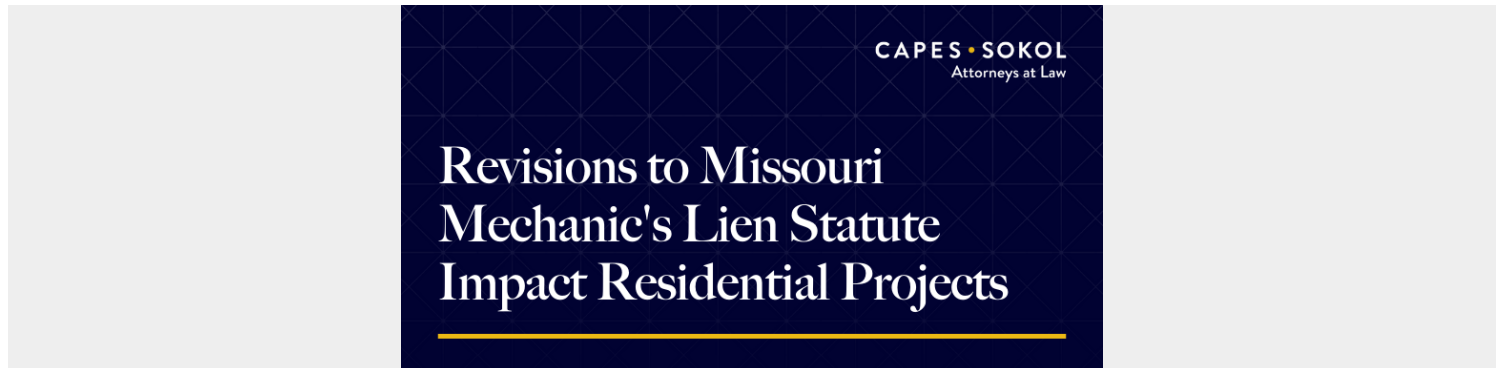 CAPES • SOKOL
Attorneys at Law
Revisions to Missouri
Mechanic's Lien Statute
Impact Residential Projects